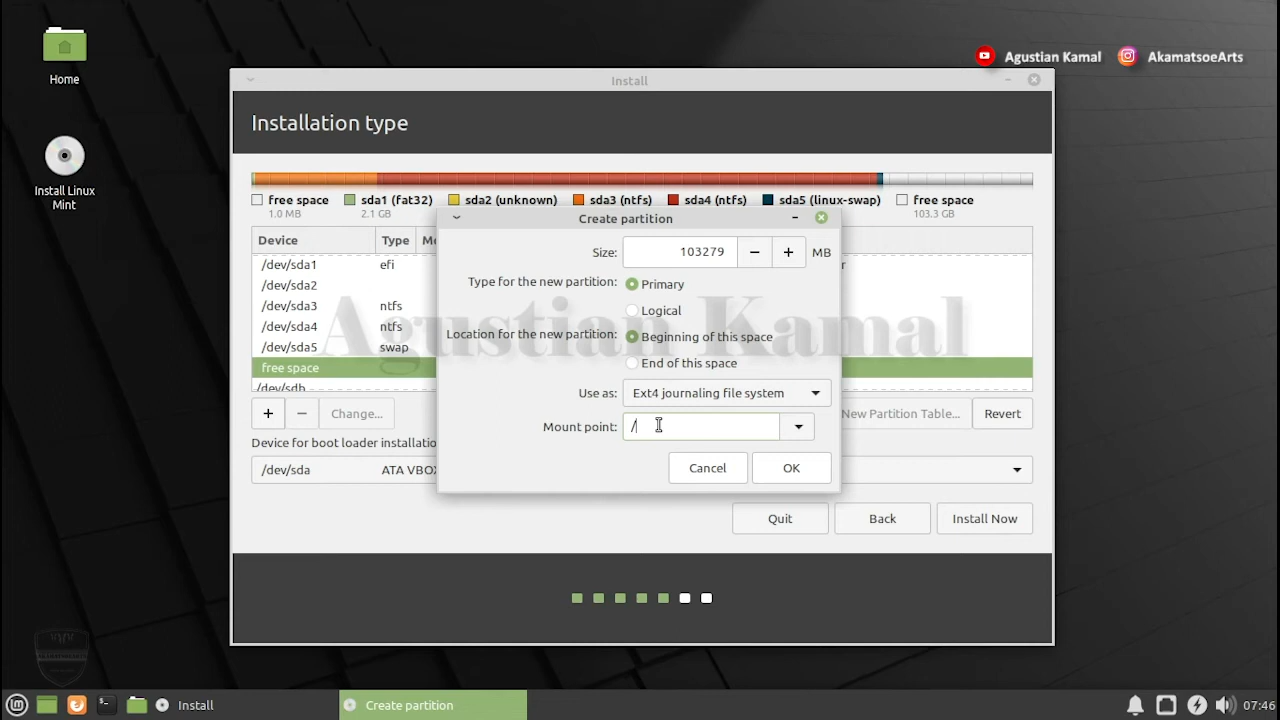 Home
Agustian Kamal
AkamatsoeArts
Install
Installation type
Install Linux
Mint
free space
1.0 MB
sda1 (fat32)
2.1 GB
sda2 (unknown)
sda3 (ntfs)
sda4 (ntfs)
sda5 (linux-swap)
free space
103.3 GB
Create partition
Device
Type
/dev/sda1
efi
/dev/sda2
/dev/sda3
ntfs
/dev/sda4
ntfs
/dev/sda5
swap
free space
/dev/sdb
Size:
103279
MB
Type for the new partition:
Primary
Logical
Agustian Kamal
Location for the new partition:
Beginning of this space
End of this space
Use as:
Ext4 journaling file system
Mount point:
/
Cancel
OK
+
−
Change...
New Partition Table...
Revert
Device for boot loader installatio
/dev/sda
ATA VBO
Quit
Back
Install Now
Install
Create partition
07:46